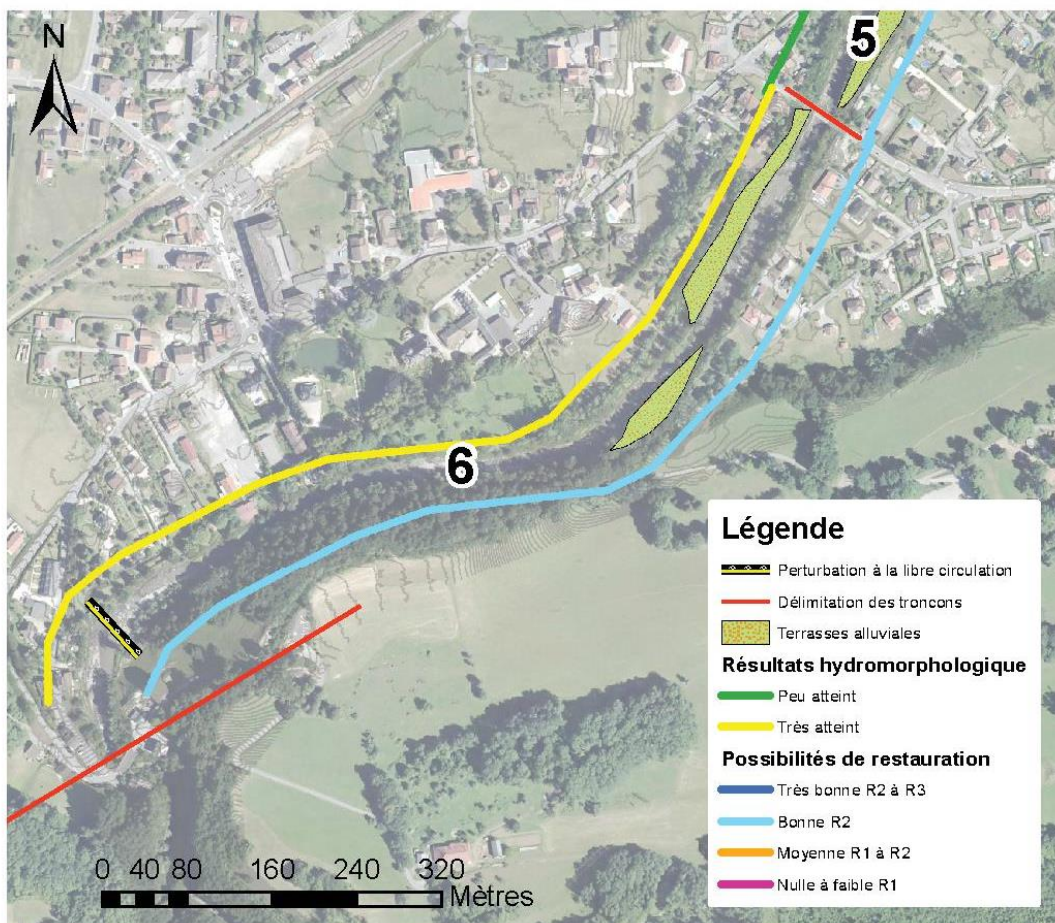 N
5
6
Légende
Perturbation à la libre circulation
Délimitation des troncons
Terrasses alluviales
Résultats hydromorphologique
Peu atteint
Très atteint
Possibilités de restauration
Très bonne R2 à R3
Bonne R2
Moyenne R1 à R2
Nulle à faible R1
0 40 80 160 240 320
Mètres